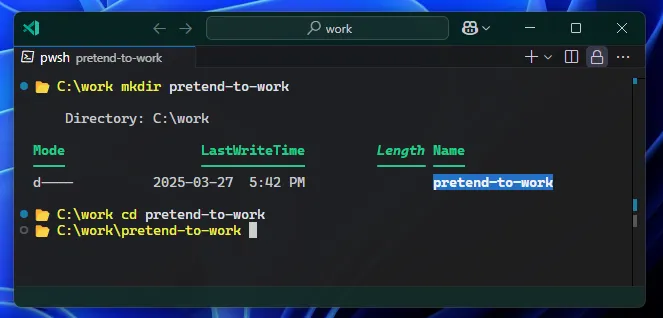 work
pwsh pretend-to-work
C:\work mkdir pretend-to-work
Directory: C:\work
Mode LastWriteTime Length Name
d---- 2025-03-27 5:42 PM pretend-to-work
C:\work cd pretend-to-work
C:\work\pretend-to-work